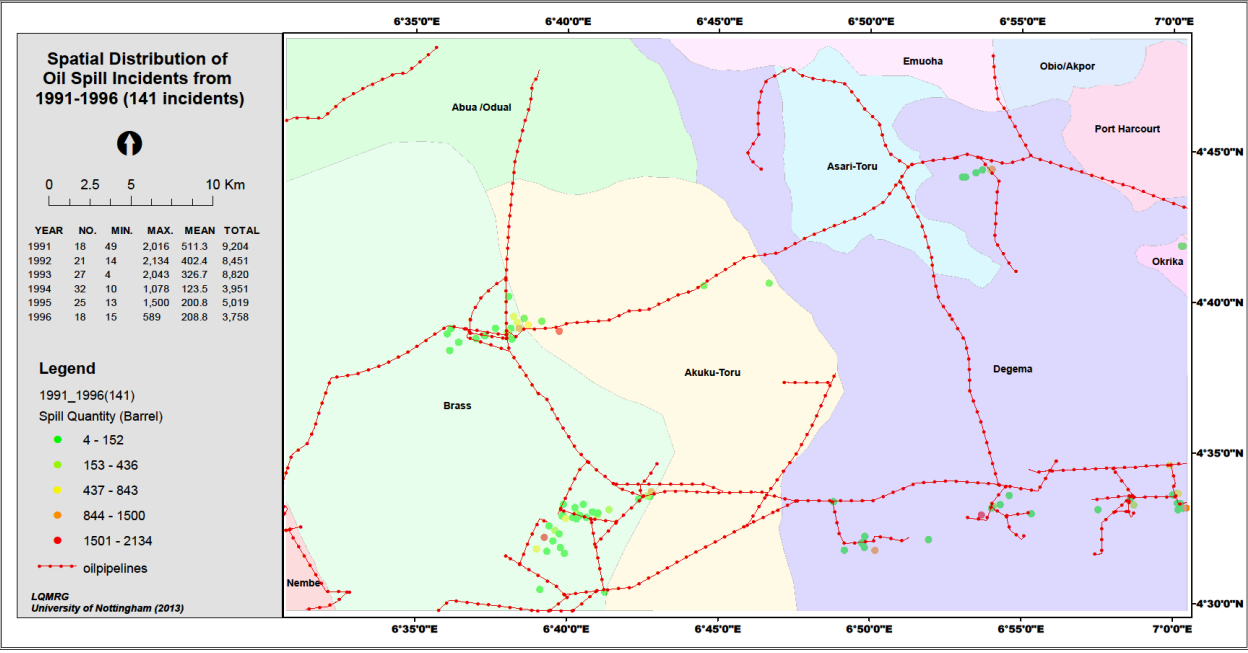 Spatial Distribution of
Oil Spill Incidents from
1991-1996 (141 incidents)
0 2.5 5 10 Km
YEAR NO. MIN. MAX. MEAN TOTAL
1991 18 49 2,016 511.3 9,204
1992 21 14 2,134 402.4 8,451
1993 27 4 2,043 326.7 8,820
1994 32 10 1,078 123.5 3,951
1995 25 13 1,500 200.8 5,019
1996 18 15 589 208.8 3,758
Legend
1991_1996(141)
Spill Quantity (Barrel)
4 - 152
153 - 436
437 - 843
844 - 1500
1501 - 2134
oilpipelines
LQMRG
University of Nottingham (2013)
6°35'0"E 6°40'0"E 6°45'0"E 6°50'0"E 6°55'0"E 7°0'0"E
Emuoha
Obio/Akpor
Abua /Odual
Port Harcourt
4°45'0"N
Asari-Toru
Okrika
4°40'0"N
Degema
Akuku-Toru
Brass
4°35'0"N
Nembe
4°30'0"N
6°35'0"E 6°40'0"E 6°45'0"E 6°50'0"E 6°55'0"E 7°0'0"E